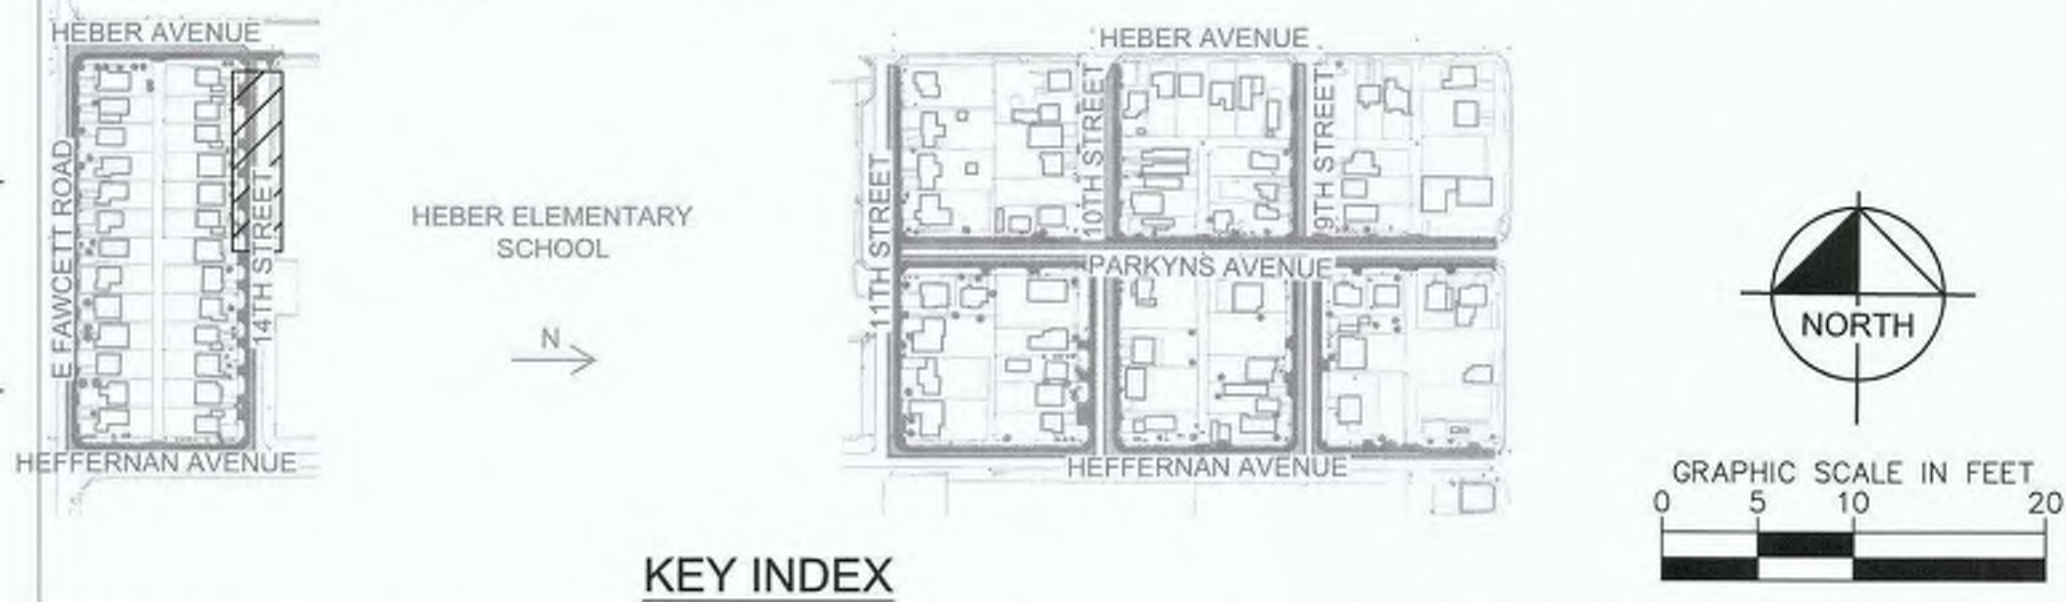 HEBER AVENUE
E FAWCETT ROAD
14TH STREET
HEFFERNAN AVENUE
HEBER ELEMENTARY
SCHOOL
N
HEBER AVENUE
11TH STREET
10TH STREET
9TH STREET
PARKYNS AVENUE
HEFFERNAN AVENUE
KEY INDEX
NORTH
GRAPHIC SCALE IN FEET
0 5 10 20